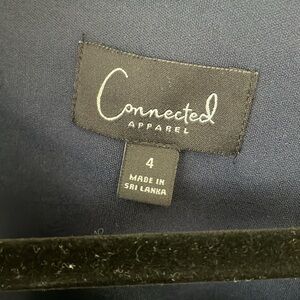 Connected
APPAREL
4
MADE IN
SRI LANKA